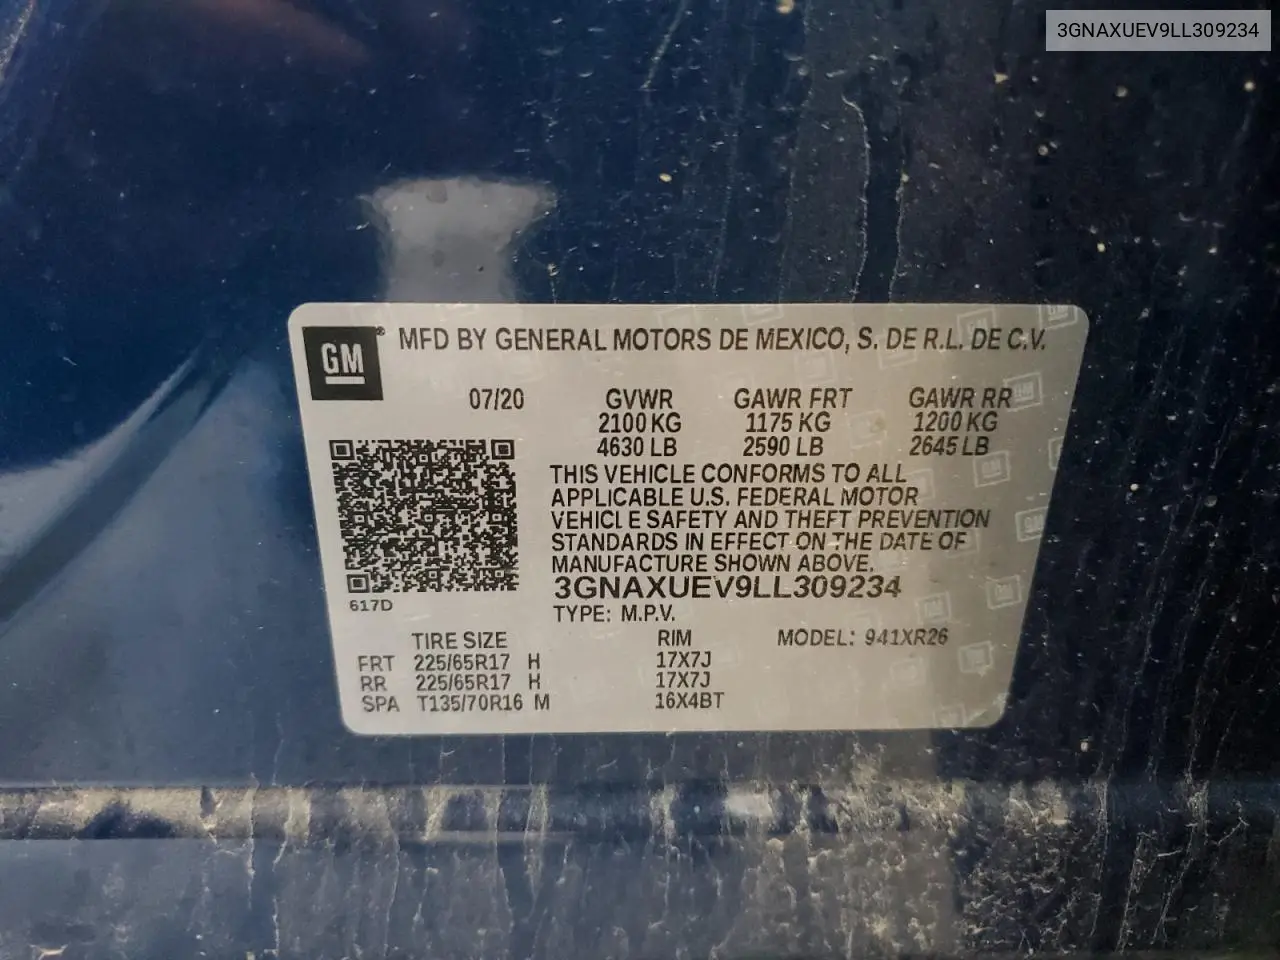 3GNAXUEV9LL309234
GM® MFD BY GENERAL MOTORS DE MEXICO, S. DE R.L. DE C.V.
07/20 GVWR GAWR FRT GAWR RR
2100 KG 1175 KG 1200 KG
4630 LB 2590 LB 2645 LB
THIS VEHICLE CONFORMS TO ALL
APPLICABLE U.S. FEDERAL MOTOR
VEHICLE SAFETY AND THEFT PREVENTION
STANDARDS IN EFFECT ON THE DATE OF
MANUFACTURE SHOWN ABOVE.
3GNAXUEV9LL309234
617D
TYPE: M.P.V.
TIRE SIZE RIM MODEL: 941XR26
FRT 225/65R17 H 17X7J
RR 225/65R17 H 17X7J
SPA T135/70R16 M 16X4BT